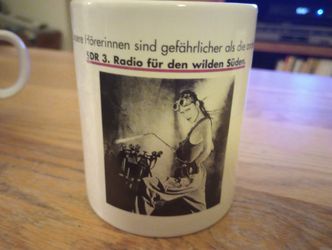 Hörerinnen sind gefährlicher als die
SDR 3. Radio für den wilden Süden.